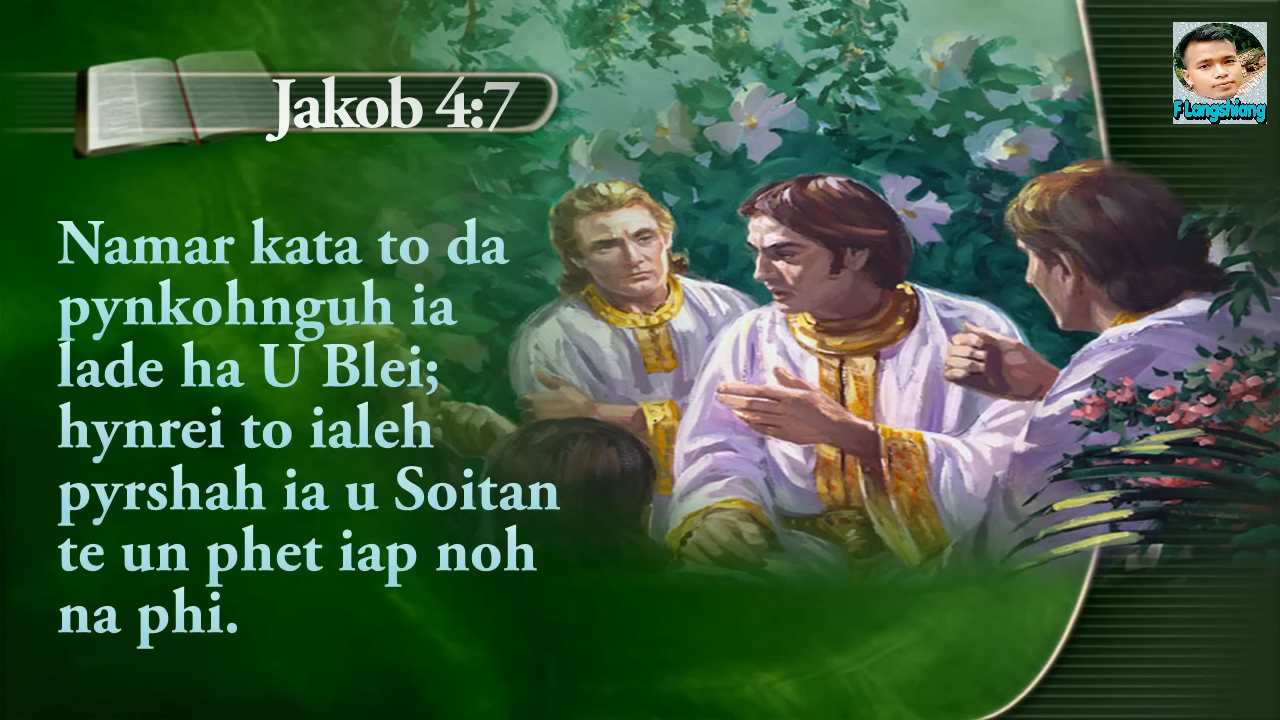 Jakob 4:7
F Langshiang
Namar kata to da
pynkohnguh ia
lade ha U Blei;
hynrei to ialeh
pyrshah ia u Soitan
te un phet iap noh
na phi.